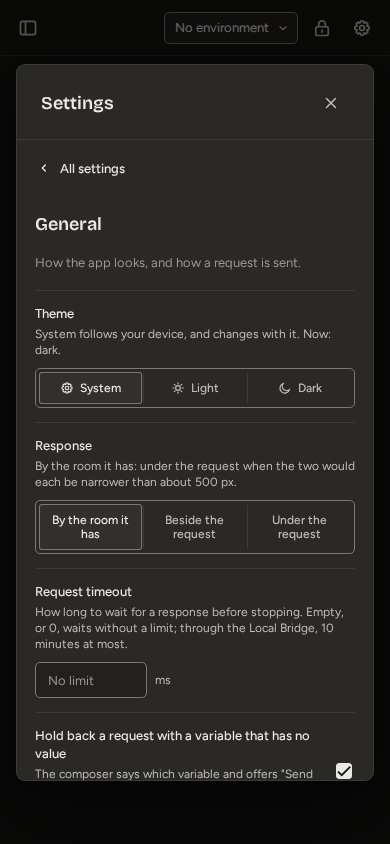 No environment
Settings
All settings
General
How the app looks, and how a request is sent.
Theme
System follows your device, and changes with it. Now:
dark.
System
Light
Dark
Response
By the room it has: under the request when the two would
each be narrower than about 500 px.
By the room it
has
Beside the
request
Under the
request
Request timeout
How long to wait for a response before stopping. Empty,
or 0, waits without a limit; through the Local Bridge, 10
minutes at most.
No limit
ms
Hold back a request with a variable that has no
value
The composer says which variable and offers "Send